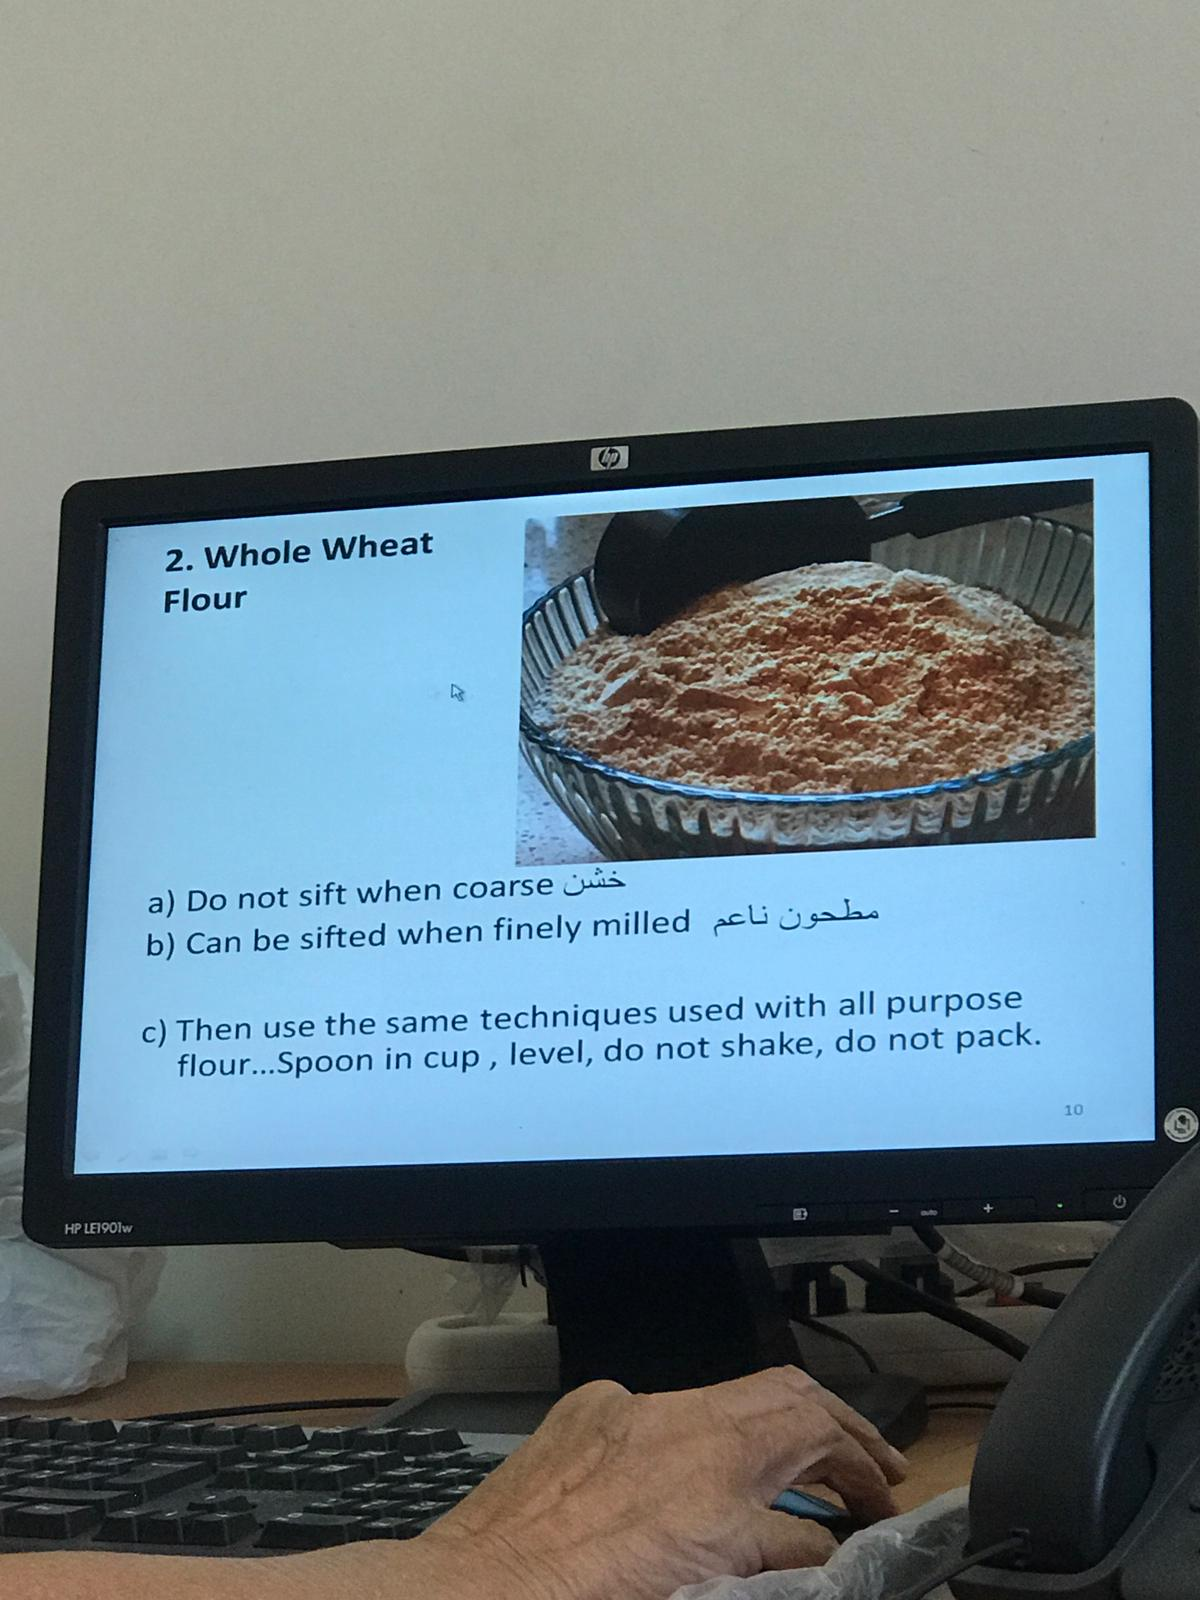 hp
2. Whole Wheat
Flour
a) Do not sift when coarse خشن
b) Can be sifted when finely milled مطحون ناعم
c) Then use the same techniques used with all purpose
flour...Spoon in cup , level, do not shake, do not pack.
10
HP LE1901w
− auto +